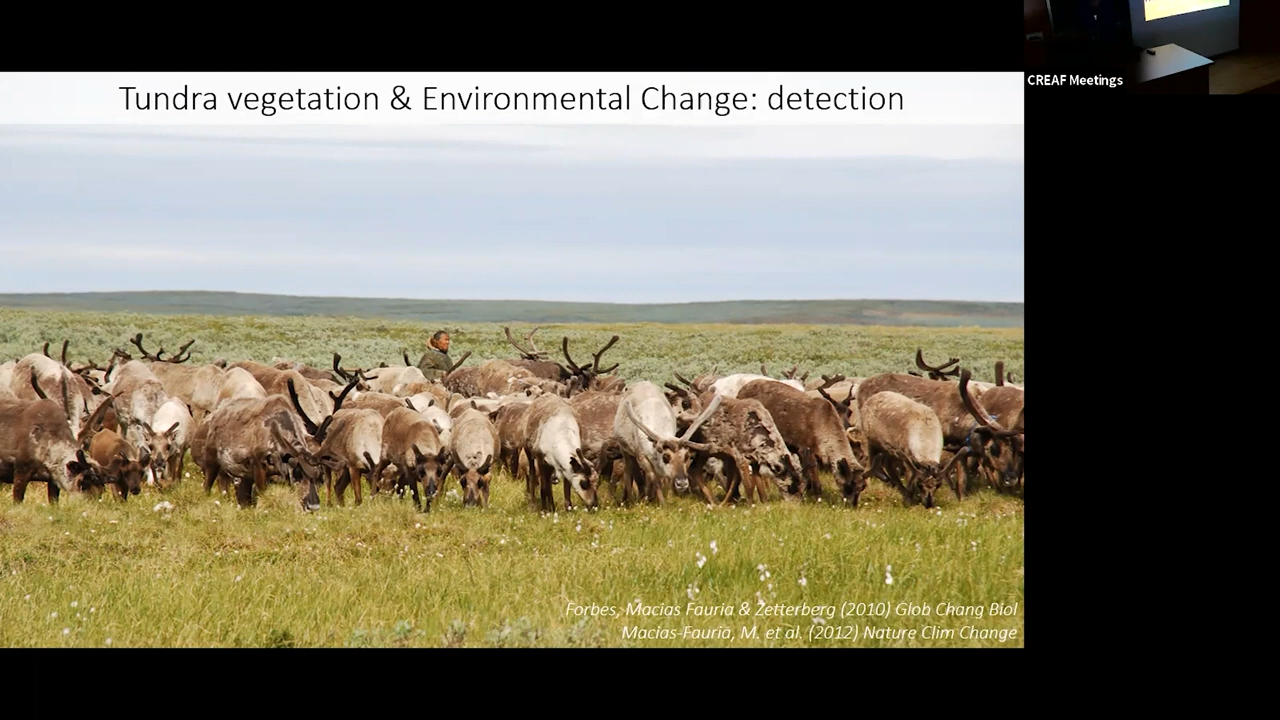 Tundra vegetation & Environmental Change: detection
CREAF Meetings
Forbes, Macias Fauria & Zetterberg (2010) Glob Chang Biol
Macias-Fauria, M. et al. (2012) Nature Clim Change